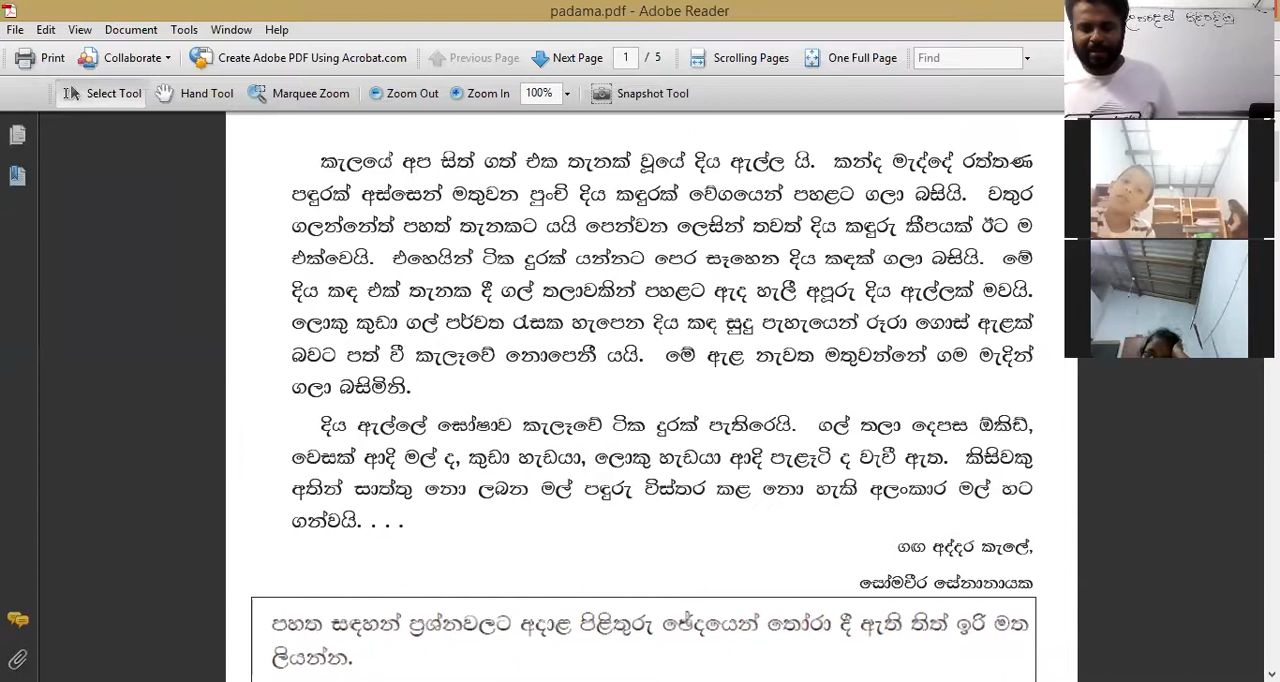 padama.pdf - Adobe Reader
File Edit View Document Tools Window Help
Print Collaborate Create Adobe PDF Using Acrobat.com Previous Page Next Page 1 / 5 Scrolling Pages One Full Page Find
Select Tool Hand Tool Marquee Zoom Zoom Out Zoom In 100% Snapshot Tool
කැලයේ අප සිත් ගත් එක තැනක් වූයේ දිය ඇල්ල යි. කන්ද මැද්දේ රත්තණ
පඳුරක් අස්සෙන් මතුවන පුංචි දිය කඳුරක් වේගයෙන් පහළට ගලා බසියි. වතුර
ගලන්නේත් පහත් තැනකට යයි පෙන්වන ලෙසින් තවත් දිය කඳුරු කීපයක් ඊට ම
එක්වෙයි. එහෙයින් ටික දුරක් යන්නට පෙර සෑහෙන දිය කඳක් ගලා බසියි. මේ
දිය කඳ එක් තැනක දී ගල් තලාවකින් පහළට ඇද හැලී අපූරු දිය ඇල්ලක් මවයි.
ලොකු කුඩා ගල් පර්වත රැසක හැපෙන දිය කඳ සුදු පැහැයෙන් රූරා ගොස් ඇළක්
බවට පත් වී කැලෑවේ නොපෙනී යයි. මේ ඇළ නැවත මතුවන්නේ ගම මැදින්
ගලා බසිමිනි.
දිය ඇල්ලේ ඝෝෂාව කැලෑවේ ටික දුරක් පැතිරෙයි. ගල් තලා දෙපස ඕකිඩ්,
වෙසක් ආදි මල් ද, කුඩා හැඩයා, ලොකු හැඩයා ආදි පැළෑටි ද වැවී ඇත. කිසිවකු
අතින් සාත්තු නො ලබන මල් පඳුරු විස්තර කළ නො හැකි අලංකාර මල් හට
ගන්වයි. . . .
ගඟ අද්දර කැලේ,
සෝමවීර සේනානායක
පහත සඳහන් ප්‍රශ්නවලට අදාළ පිළිතුරු ඡේදයෙන් තෝරා දී ඇති තිත් ඉරි මත
ලියන්න.